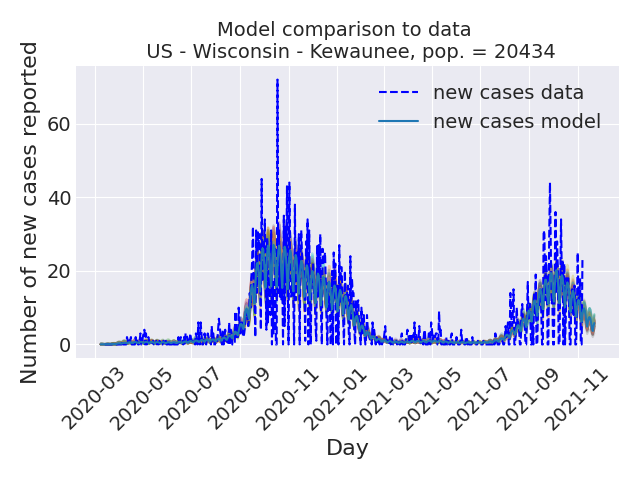 Model comparison to data
US - Wisconsin - Kewaunee, pop. = 20434
Number of new cases reported
60
40
20
0
new cases data
new cases model
2020-03
2020-05
2020-07
2020-09
2020-11
2021-01
2021-03
2021-05
2021-07
2021-09
2021-11
Day